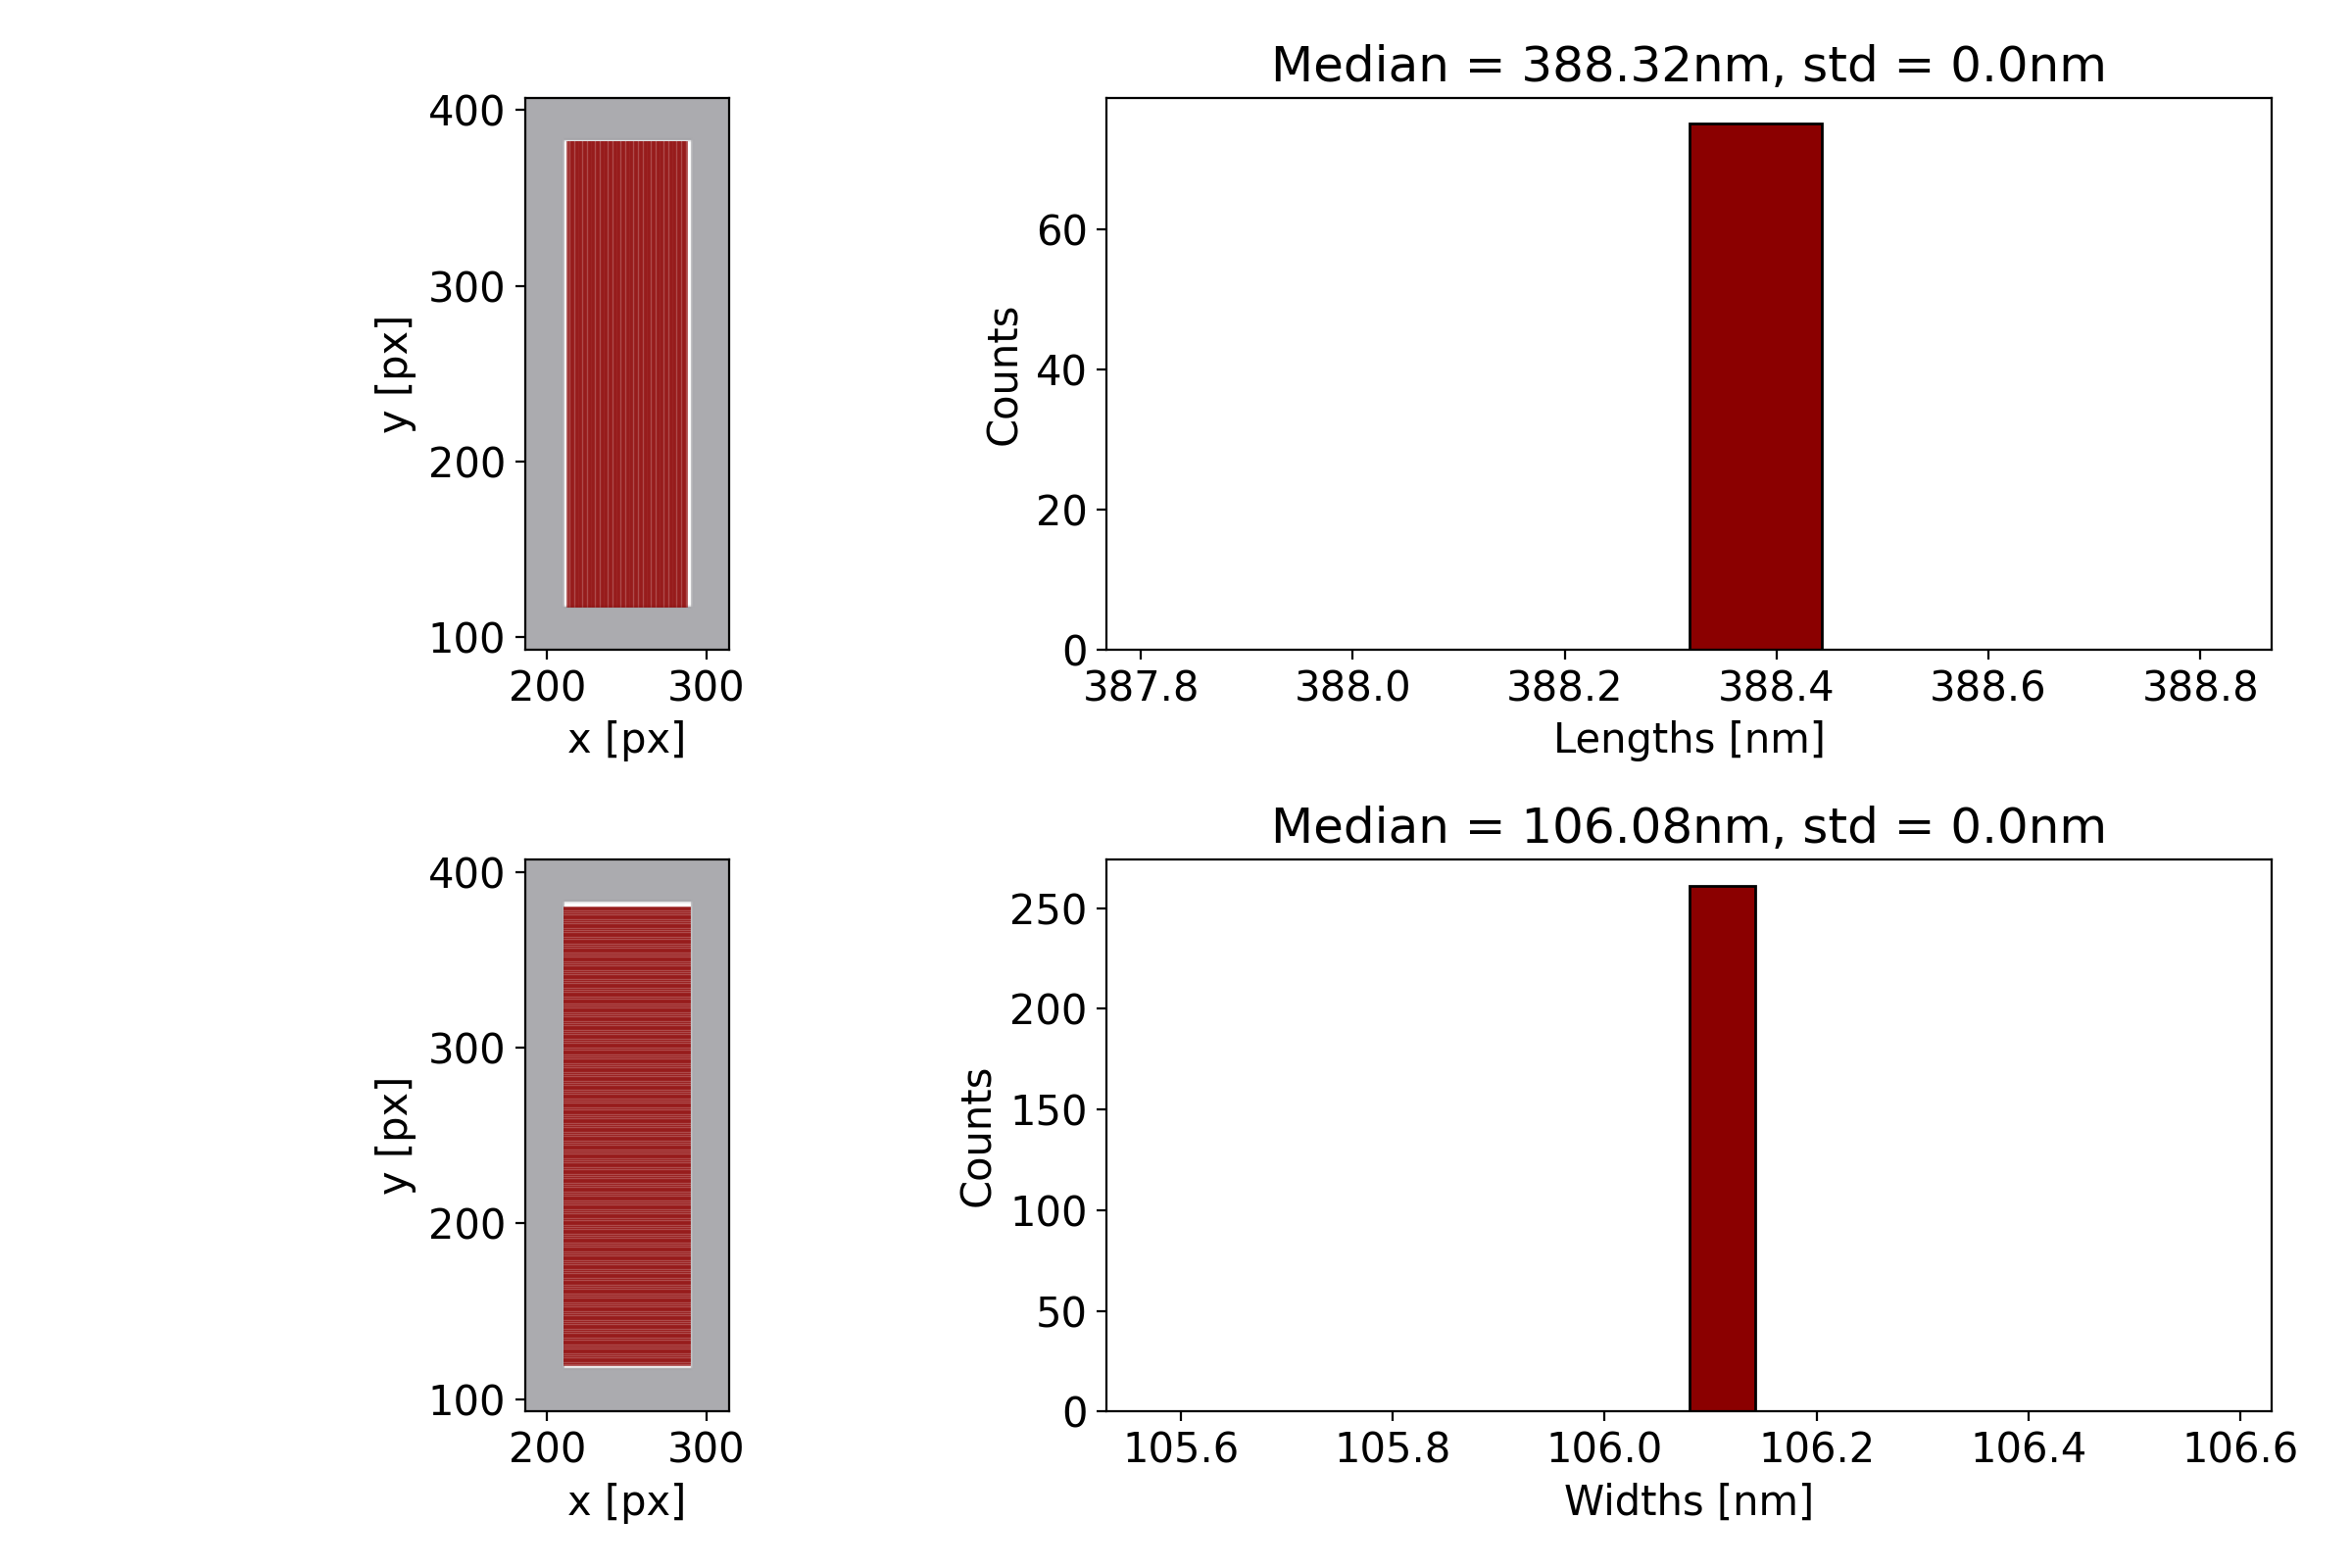 Median = 388.32nm, std = 0.0nm
400
300
200
100
y [px]
200 300
x [px]
60
40
20
0
Counts
387.8 388.0 388.2 388.4 388.6 388.8
Lengths [nm]
Median = 106.08nm, std = 0.0nm
400
300
200
100
y [px]
200 300
x [px]
250
200
150
100
50
0
Counts
105.6 105.8 106.0 106.2 106.4 106.6
Widths [nm]